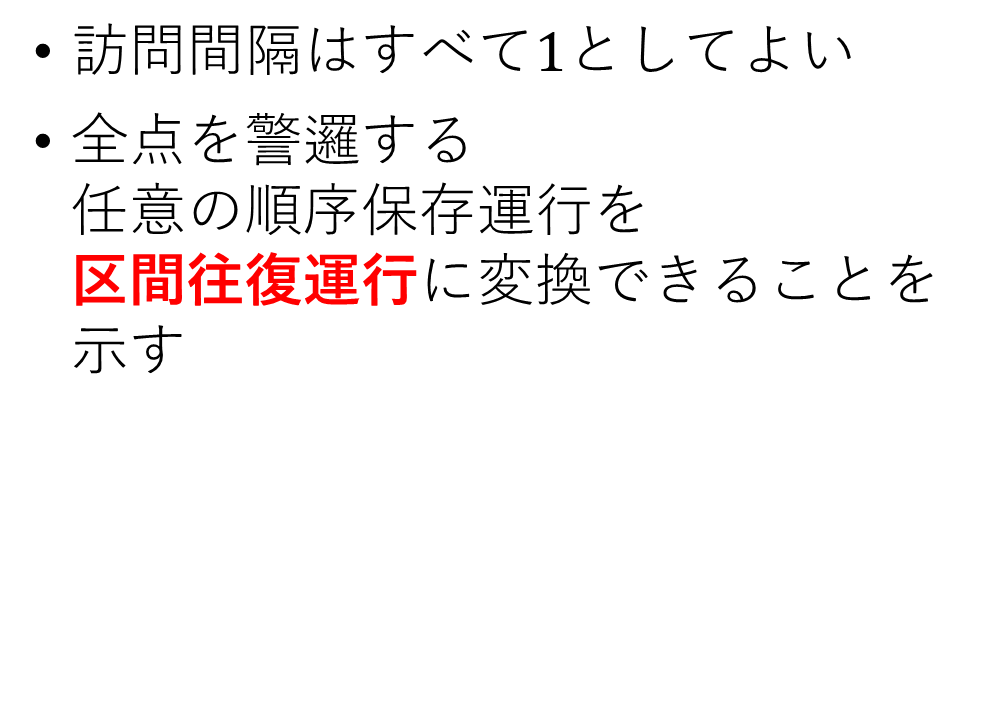 • 訪問間隔はすべて1としてよい
• 全点を警邏する
任意の順序保存運行を
区間往復運行に変換できることを
示す